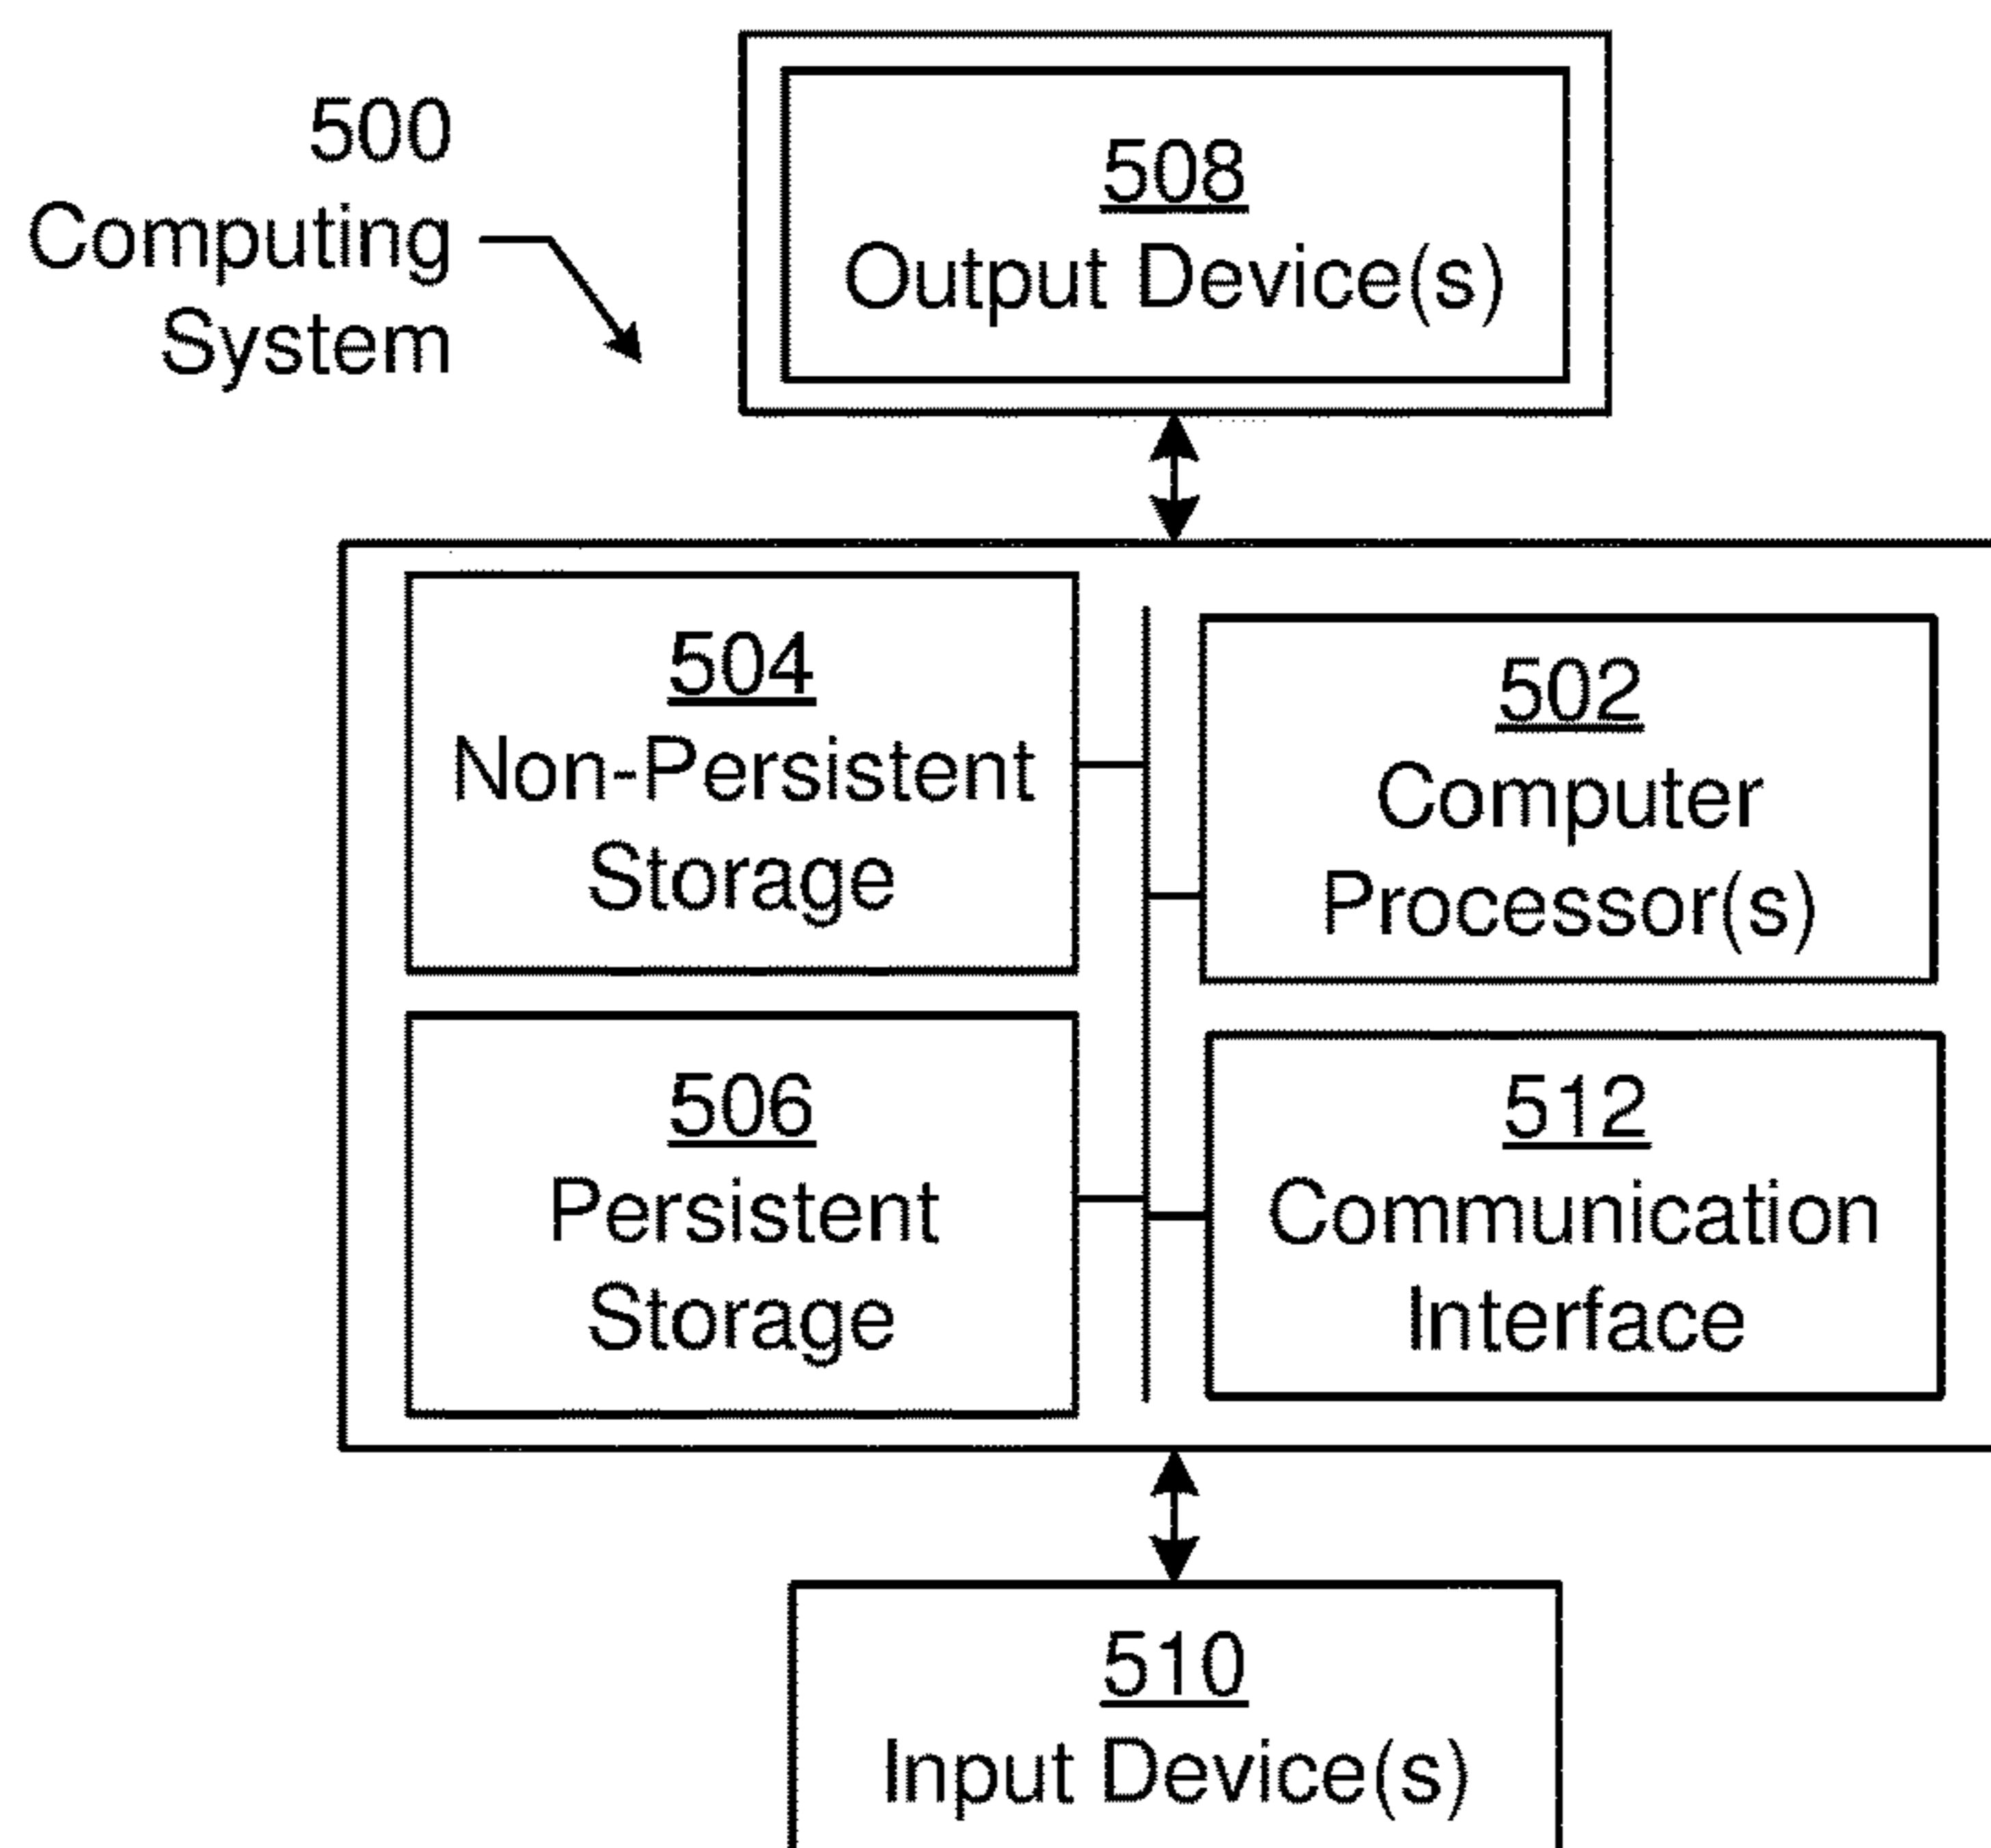 500
Computing
System
508
Output Device(s)
504
Non-Persistent
Storage
502
Computer
Processor(s)
506
Persistent
Storage
512
Communication
Interface
510
Input Device(s)